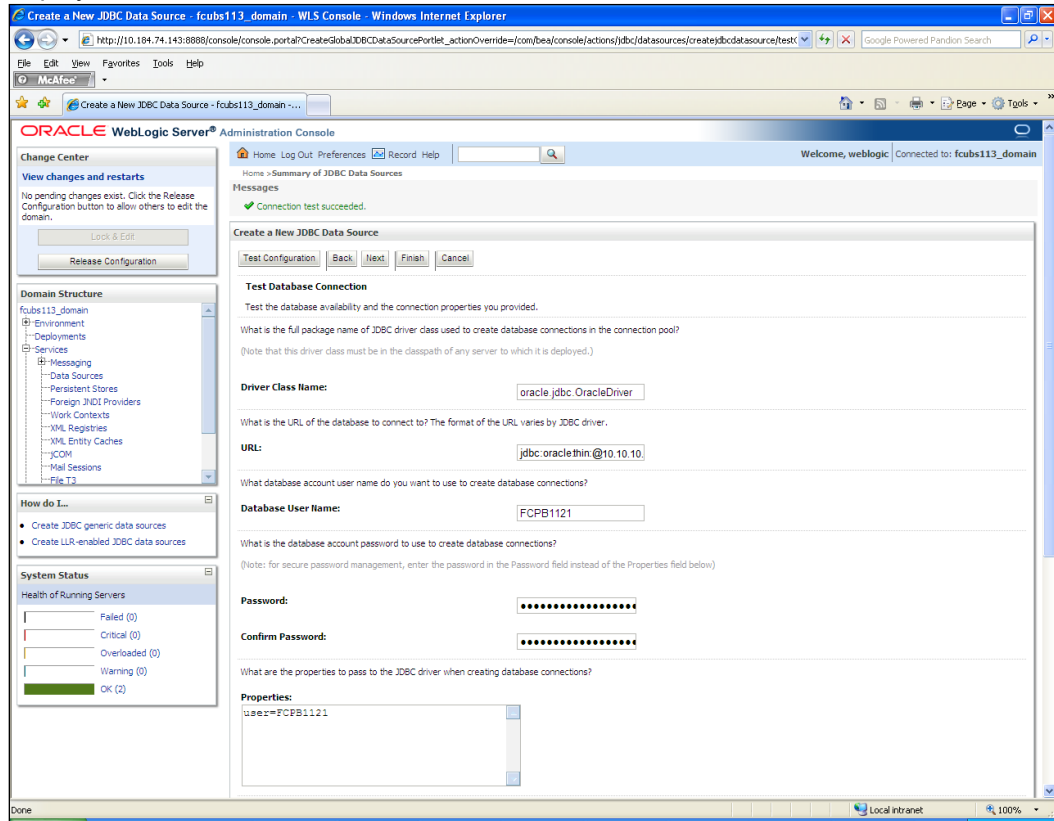 Create a New JDBC Data Source - fcubs113_domain - WLS Console - Windows Internet Explorer
http://10.184.74.143:8888/console/console.portal?CreateGlobalJDBCDataSourcePortlet_actionOverride=/com/bea/console/actions/jdbc/datasources/createjdbcdatasource/test(
Google Powered Pandion Search
File Edit View Favorites Tools Help
McAfee
Create a New JDBC Data Source - fcubs113_domain -...
Page Tools
ORACLE WebLogic Server® Administration Console
Change Center
View changes and restarts
No pending changes exist. Click the Release
Configuration button to allow others to edit the
domain.
Lock & Edit
Release Configuration
Domain Structure
fcubs113_domain
Environment
Deployments
Services
Messaging
Data Sources
Persistent Stores
Foreign JNDI Providers
Work Contexts
XML Registries
XML Entity Caches
jCOM
Mail Sessions
File T3
How do I...
Create JDBC generic data sources
Create LLR-enabled JDBC data sources
System Status
Health of Running Servers
Failed (0)
Critical (0)
Overloaded (0)
Warning (0)
OK (2)
Home Log Out Preferences Record Help
Welcome, weblogic Connected to: fcubs113_domain
Home >Summary of JDBC Data Sources
Messages
Connection test succeeded.
Create a New JDBC Data Source
Test Configuration Back Next Finish Cancel
Test Database Connection
Test the database availability and the connection properties you provided.
What is the full package name of JDBC driver class used to create database connections in the connection pool?
(Note that this driver class must be in the classpath of any server to which it is deployed.)
Driver Class Name: oracle.jdbc.OracleDriver
What is the URL of the database to connect to? The format of the URL varies by JDBC driver.
URL: jdbc:oracle:thin:@10.10.10.
What database account user name do you want to use to create database connections?
Database User Name: FCPB1121
What is the database account password to use to create database connections?
(Note: for secure password management, enter the password in the Password field instead of the Properties field below)
Password:
Confirm Password:
What are the properties to pass to the JDBC driver when creating database connections?
Properties:
user=FCPB1121
Done
Local intranet
100%